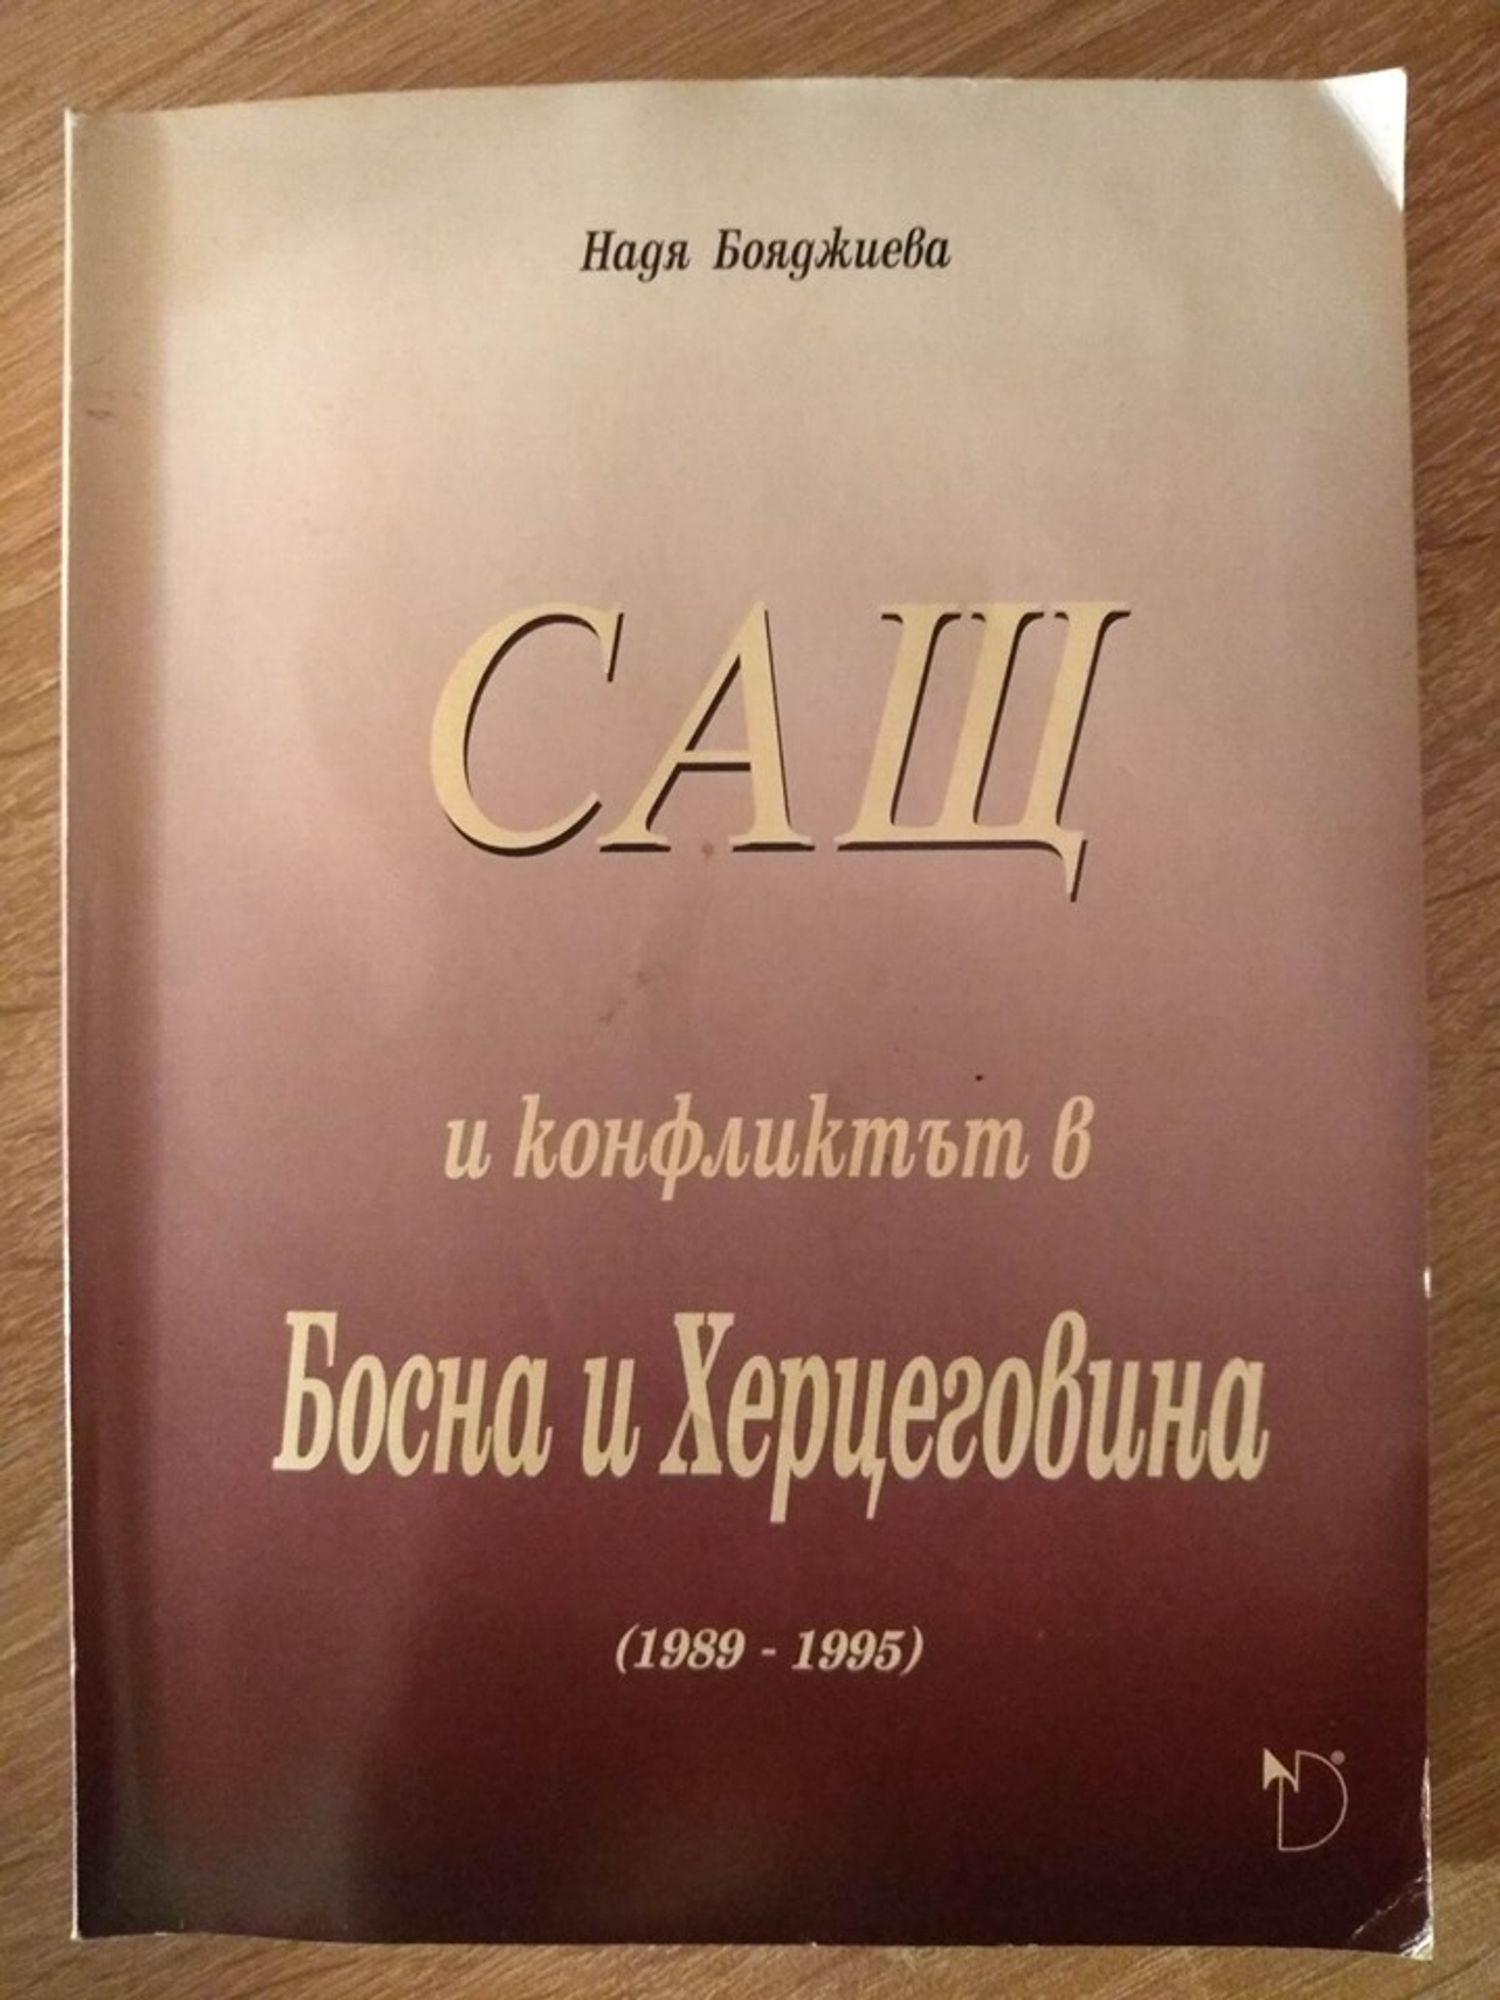 Надя Бояджиева
САЩ
и конфликтът в
Босна и Херцеговина
(1989 - 1995)